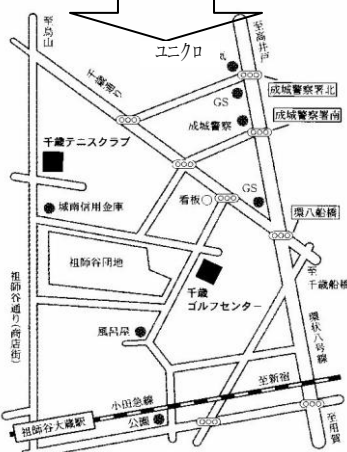 ユニクロ
至烏山
至高井戸
千歳通り
GS
成城警察署北
成城警察
成城警察署南
千歳テニスクラブ
城南信用金庫
看板
GS
環八船橋
祖師谷団地
至千歳船橋
千歳
ゴルフセンター
祖師谷通り(商店街)
環状八号線
風呂屋
至新宿
小田急線
祖師谷大蔵駅
公園
至用賀